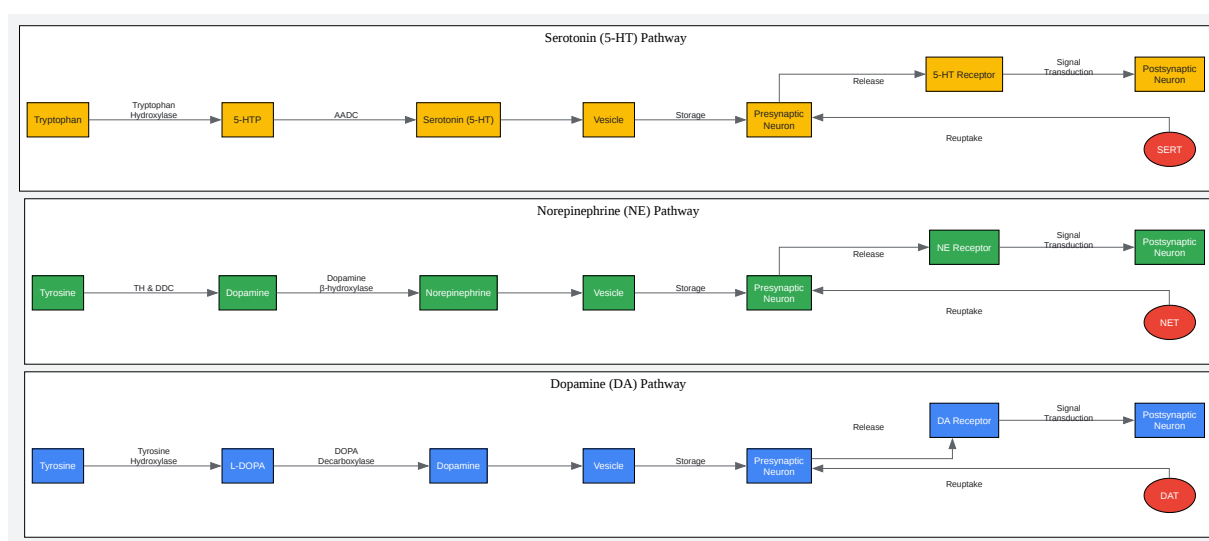 Serotonin (5-HT) Pathway
Tryptophan
Tryptophan
Hydroxylase
5-HTP
AADC
Serotonin (5-HT)
Vesicle
Storage
Presynaptic
Neuron
Release
5-HT Receptor
Signal
Transduction
Postsynaptic
Neuron
Reuptake
SERT
Norepinephrine (NE) Pathway
Tyrosine
TH & DDC
Dopamine
Dopamine
β-hydroxylase
Norepinephrine
Vesicle
Storage
Presynaptic
Neuron
Release
NE Receptor
Signal
Transduction
Postsynaptic
Neuron
Reuptake
NET
Dopamine (DA) Pathway
Tyrosine
Tyrosine
Hydroxylase
L-DOPA
DOPA
Decarboxylase
Dopamine
Vesicle
Storage
Presynaptic
Neuron
Release
DA Receptor
Signal
Transduction
Postsynaptic
Neuron
Reuptake
DAT